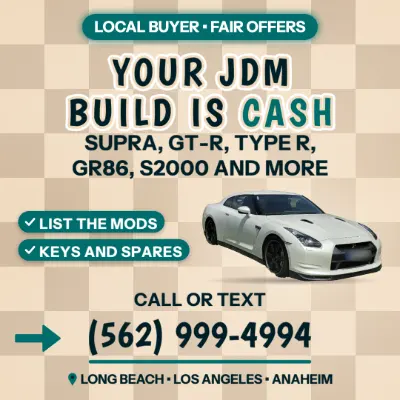 LOCAL BUYER • FAIR OFFERS
YOUR JDM
BUILD IS CASH
SUPRA, GT-R, TYPE R,
GR86, S2000 AND MORE
LIST THE MODS
KEYS AND SPARES
CALL OR TEXT
(562) 999-4994
LONG BEACH • LOS ANGELES • ANAHEIM